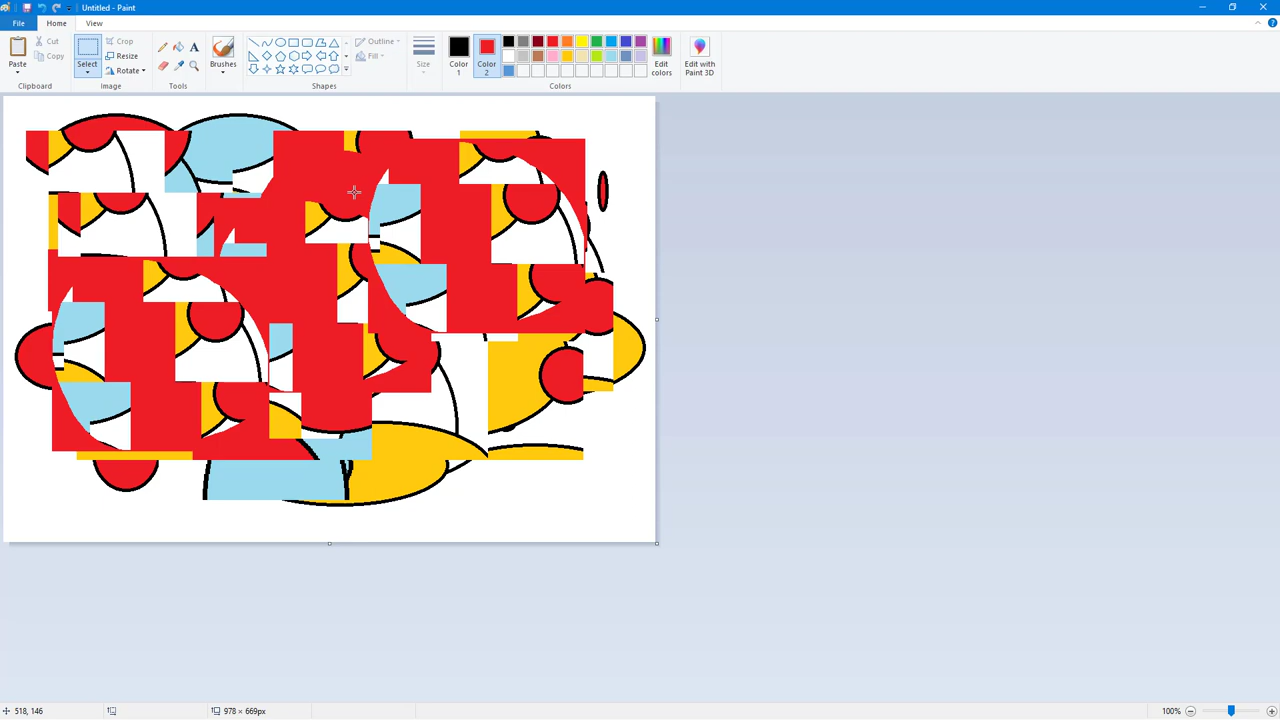 Untitled - Paint
File Home View
Paste
Cut
Copy
Clipboard
Select
Crop
Resize
Rotate
Image
A
Tools
Brushes
Outline
Fill
Shapes
Size
Color 1
Color 2
Edit colors
Colors
Edit with Paint 3D
518, 146
978 × 669px
100%